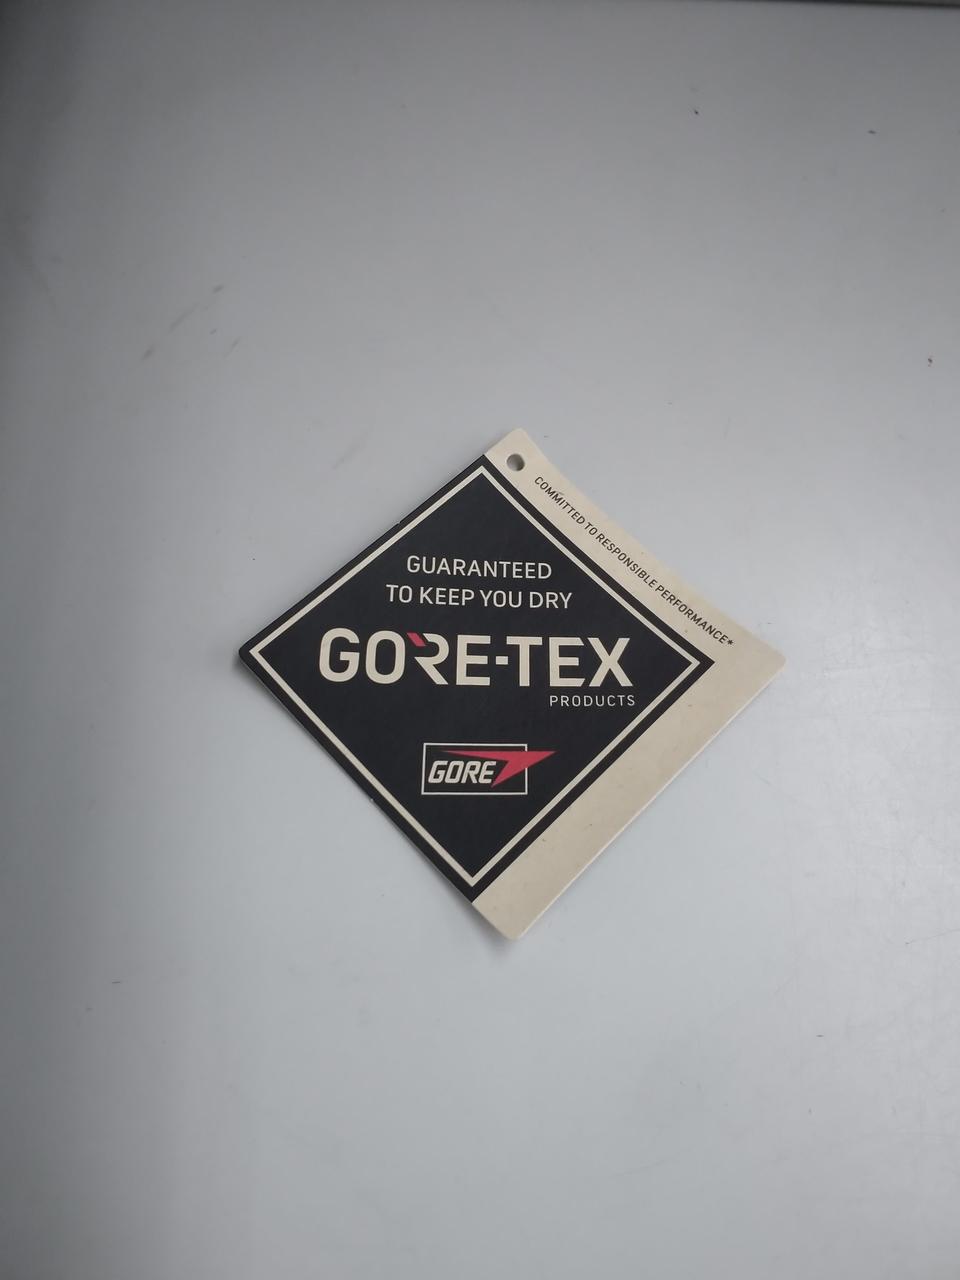 COMMITTED TO RESPONSIBLE PERFORMANCE*
GUARANTEED
TO KEEP YOU DRY
GORE-TEX
PRODUCTS
GORE